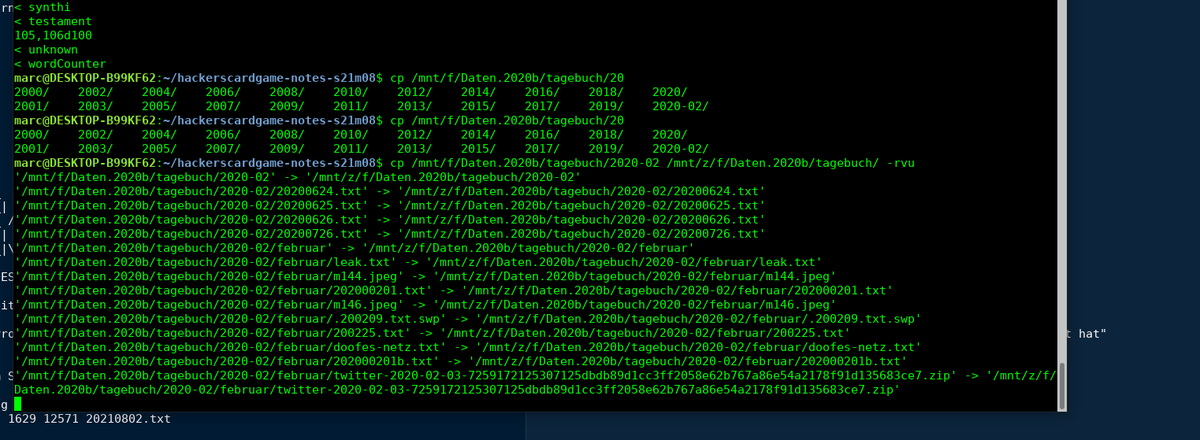 rn< synthi
< testament
105,106d100
< unknown
< wordCounter
marc@DESKTOP-B99KF62:~/hackerscardgame-notes-s21m08$ cp /mnt/f/Daten.2020b/tagebuch/20
2000/ 2002/ 2004/ 2006/ 2008/ 2010/ 2012/ 2014/ 2016/ 2018/ 2020/
2001/ 2003/ 2005/ 2007/ 2009/ 2011/ 2013/ 2015/ 2017/ 2019/ 2020-02/
marc@DESKTOP-B99KF62:~/hackerscardgame-notes-s21m08$ cp /mnt/f/Daten.2020b/tagebuch/20
2000/ 2002/ 2004/ 2006/ 2008/ 2010/ 2012/ 2014/ 2016/ 2018/ 2020/
2001/ 2003/ 2005/ 2007/ 2009/ 2011/ 2013/ 2015/ 2017/ 2019/ 2020-02/
marc@DESKTOP-B99KF62:~/hackerscardgame-notes-s21m08$ cp /mnt/f/Daten.2020b/tagebuch/2020-02 /mnt/z/f/Daten.2020b/tagebuch/ -rvu
'/mnt/f/Daten.2020b/tagebuch/2020-02' -> '/mnt/z/f/Daten.2020b/tagebuch/2020-02'
'/mnt/f/Daten.2020b/tagebuch/2020-02/20200624.txt' -> '/mnt/z/f/Daten.2020b/tagebuch/2020-02/20200624.txt'
'/mnt/f/Daten.2020b/tagebuch/2020-02/20200625.txt' -> '/mnt/z/f/Daten.2020b/tagebuch/2020-02/20200625.txt'
'/mnt/f/Daten.2020b/tagebuch/2020-02/20200626.txt' -> '/mnt/z/f/Daten.2020b/tagebuch/2020-02/20200626.txt'
'/mnt/f/Daten.2020b/tagebuch/2020-02/20200726.txt' -> '/mnt/z/f/Daten.2020b/tagebuch/2020-02/20200726.txt'
'/mnt/f/Daten.2020b/tagebuch/2020-02/februar' -> '/mnt/z/f/Daten.2020b/tagebuch/2020-02/februar'
'/mnt/f/Daten.2020b/tagebuch/2020-02/februar/leak.txt' -> '/mnt/z/f/Daten.2020b/tagebuch/2020-02/februar/leak.txt'
'/mnt/f/Daten.2020b/tagebuch/2020-02/februar/m144.jpeg' -> '/mnt/z/f/Daten.2020b/tagebuch/2020-02/februar/m144.jpeg'
'/mnt/f/Daten.2020b/tagebuch/2020-02/februar/202000201.txt' -> '/mnt/z/f/Daten.2020b/tagebuch/2020-02/februar/202000201.txt'
'/mnt/f/Daten.2020b/tagebuch/2020-02/februar/m146.jpeg' -> '/mnt/z/f/Daten.2020b/tagebuch/2020-02/februar/m146.jpeg'
'/mnt/f/Daten.2020b/tagebuch/2020-02/februar/.200209.txt.swp' -> '/mnt/z/f/Daten.2020b/tagebuch/2020-02/februar/.200209.txt.swp'
'/mnt/f/Daten.2020b/tagebuch/2020-02/februar/200225.txt' -> '/mnt/z/f/Daten.2020b/tagebuch/2020-02/februar/200225.txt'
t hat"
'/mnt/f/Daten.2020b/tagebuch/2020-02/februar/doofes-netz.txt' -> '/mnt/z/f/Daten.2020b/tagebuch/2020-02/februar/doofes-netz.txt'
'/mnt/f/Daten.2020b/tagebuch/2020-02/februar/202000201b.txt' -> '/mnt/z/f/Daten.2020b/tagebuch/2020-02/februar/202000201b.txt'
'/mnt/f/Daten.2020b/tagebuch/2020-02/februar/twitter-2020-02-03-7259172125307125dbdb89d1cc3ff2058e62b767a86e54a2178f91d135683ce7.zip' -> '/mnt/z/f/
Daten.2020b/tagebuch/2020-02/februar/twitter-2020-02-03-7259172125307125dbdb89d1cc3ff2058e62b767a86e54a2178f91d135683ce7.zip'
1629 12571 20210802.txt